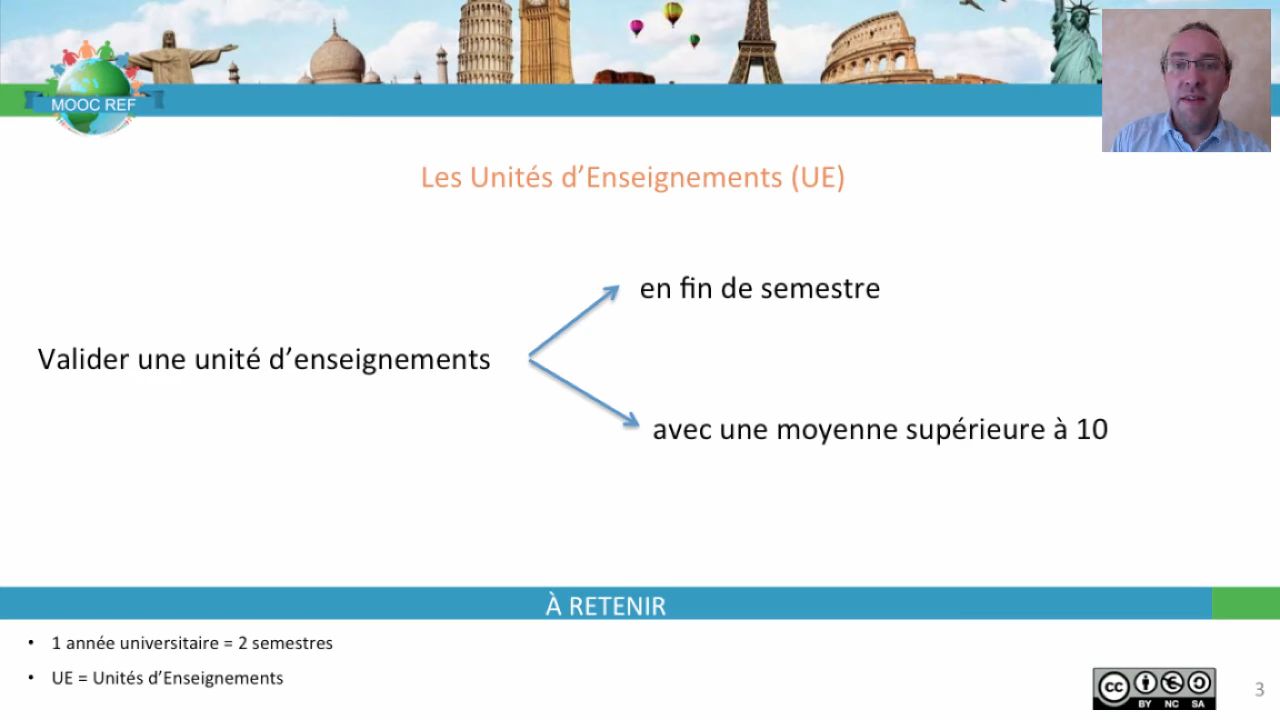 MOOC REF
Les Unités d’Enseignements (UE)
en fin de semestre
Valider une unité d’enseignements
avec une moyenne supérieure à 10
À RETENIR
• 1 année universitaire = 2 semestres
• UE = Unités d’Enseignements
cc
BY NC SA
3